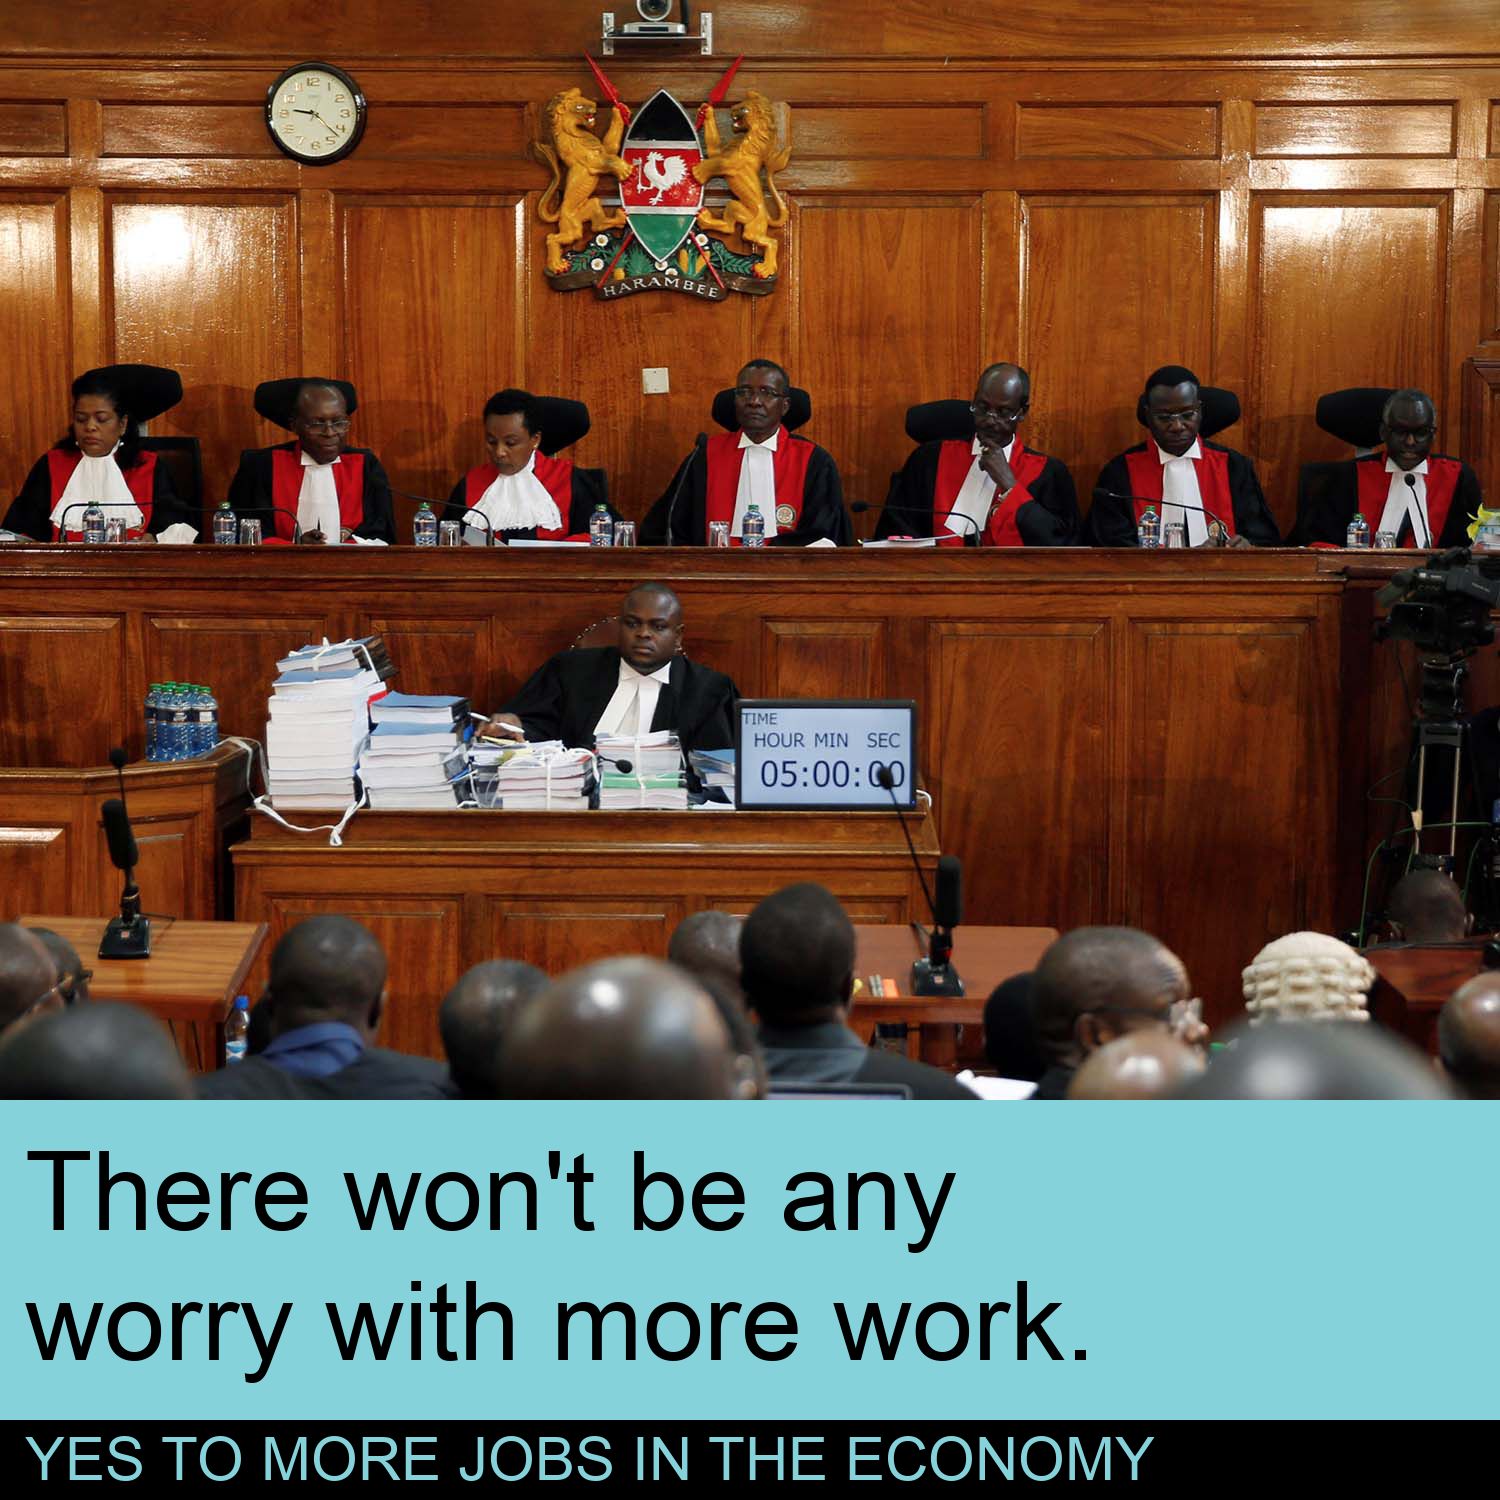 HARAMBEE
TIME
HOUR MIN SEC
05:00:00
There won't be any
worry with more work.
YES TO MORE JOBS IN THE ECONOMY